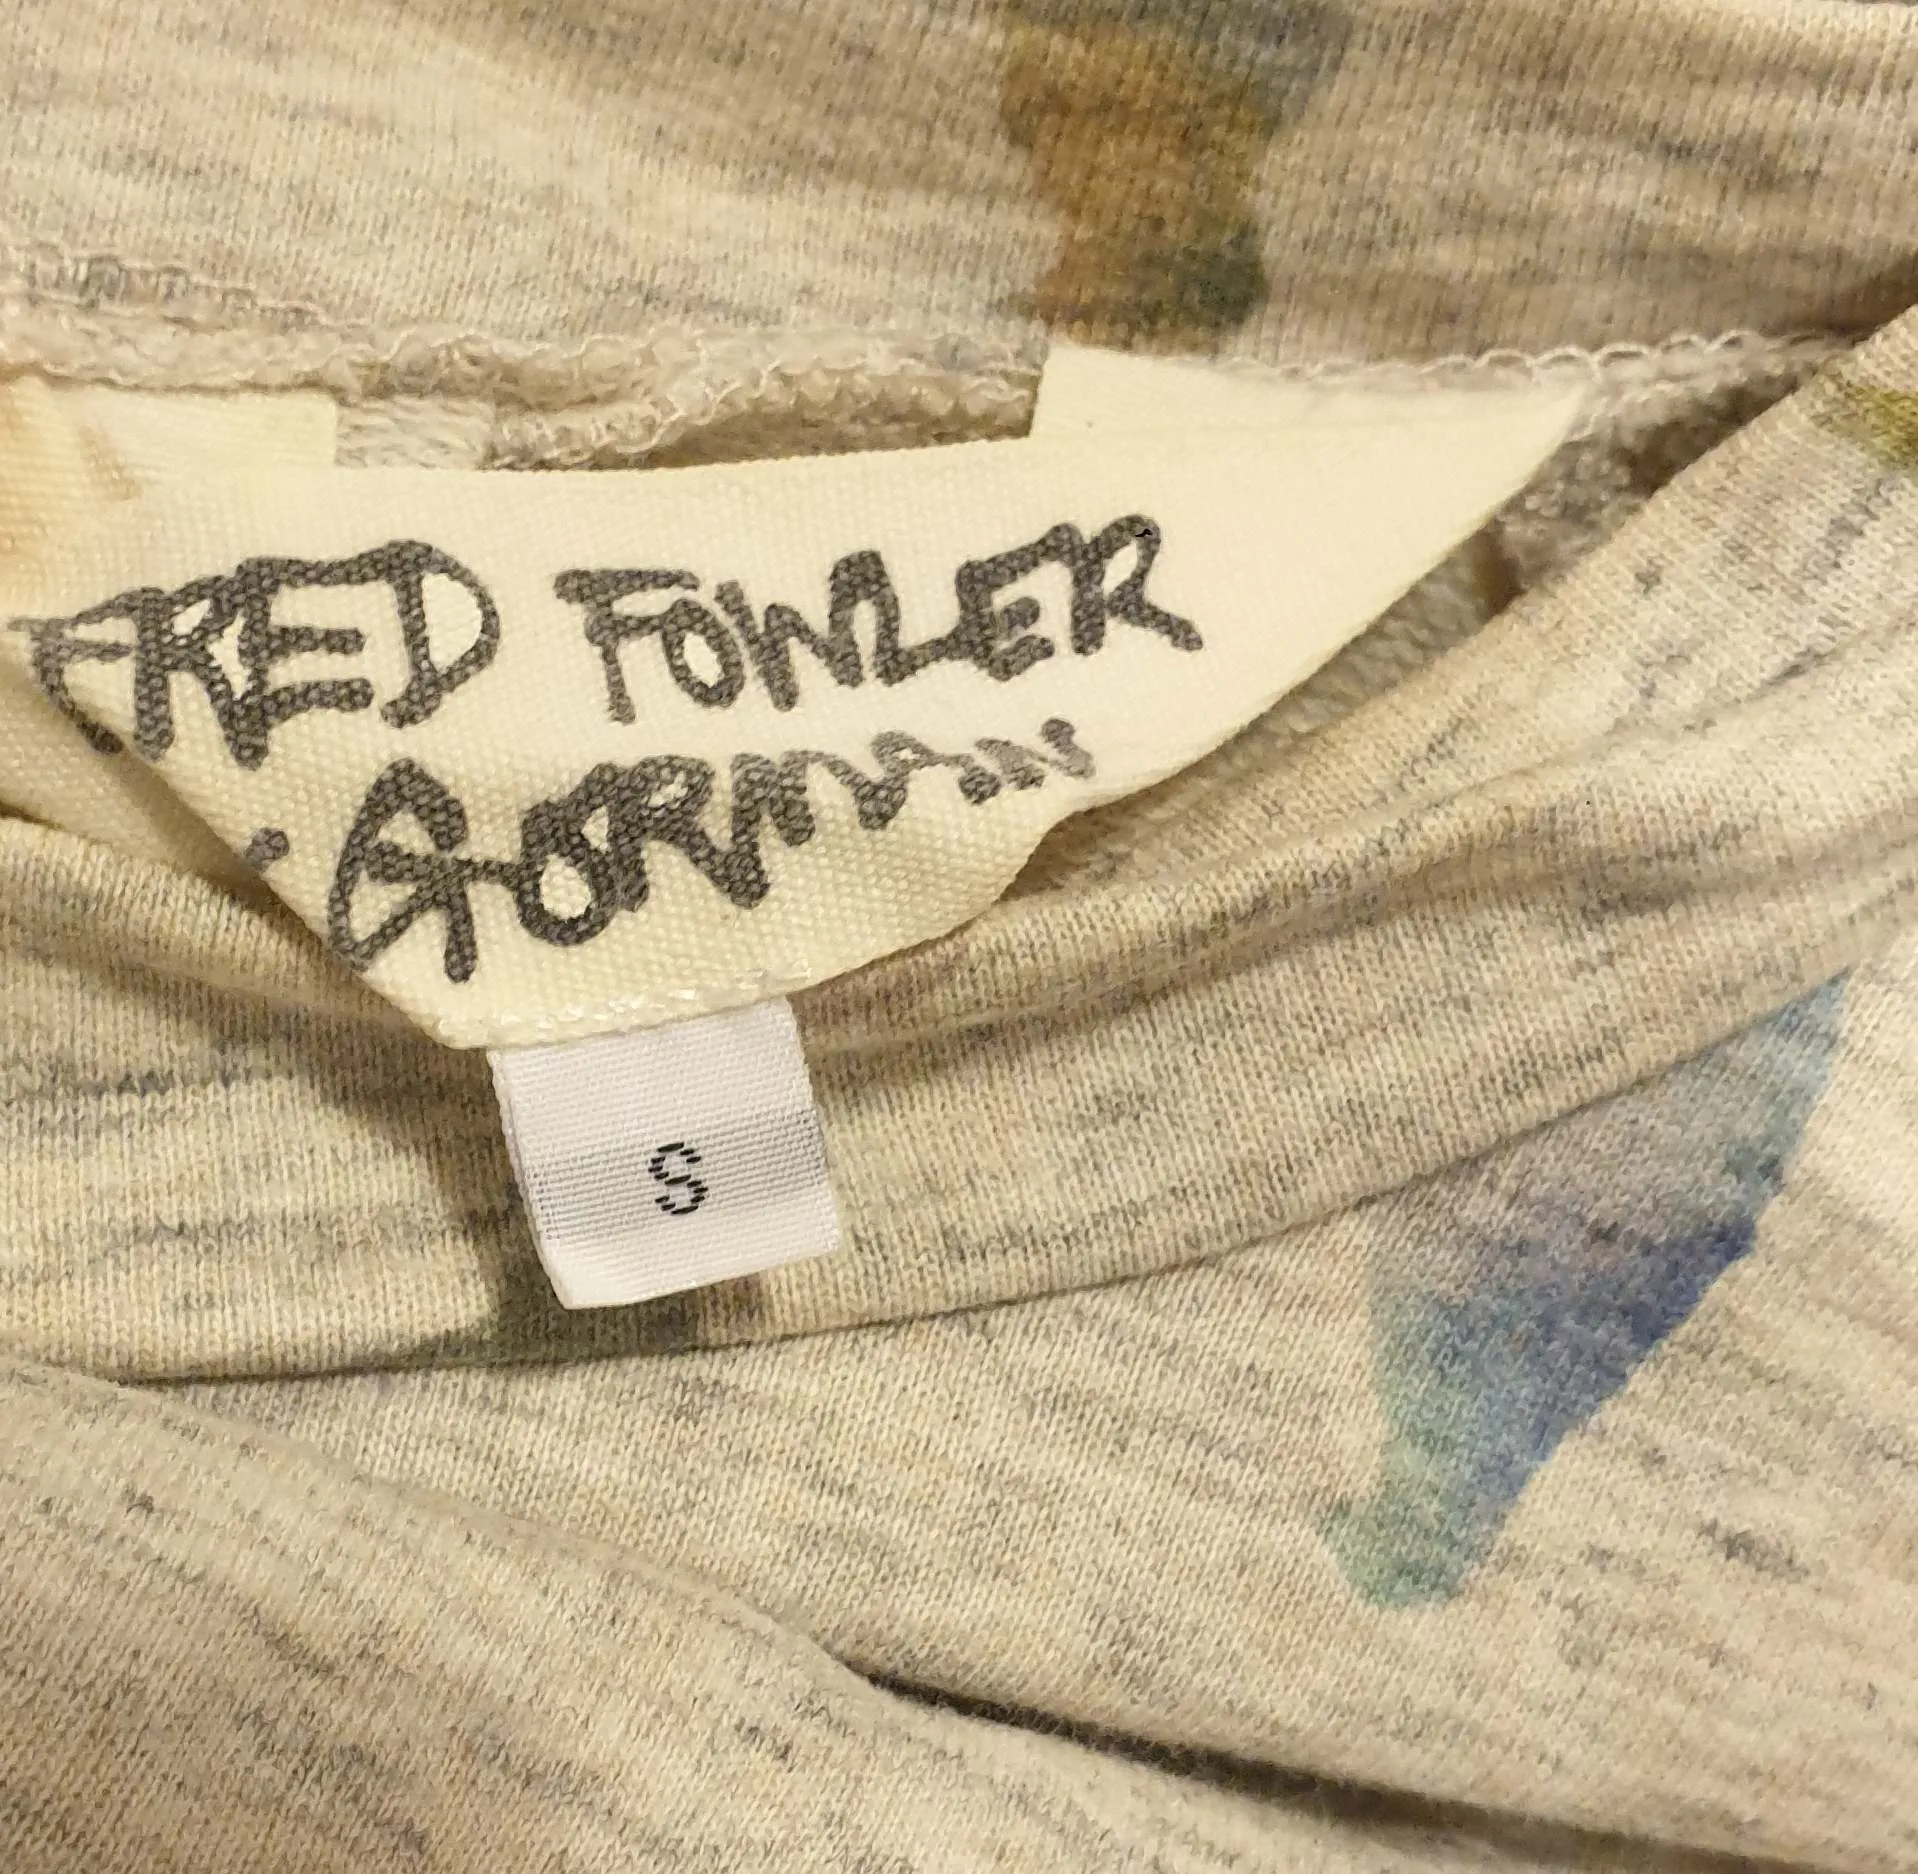 FRED FOWLER
· GORMAN
S